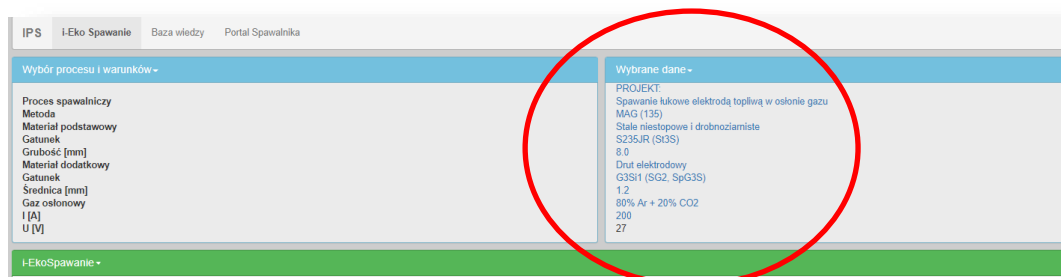 IPS i-Eko Spawanie Baza wiedzy Portal Spawalnika
Wybór procesu i warunków
Proces spawalniczy
Metoda
Materiał podstawowy
Gatunek
Grubość [mm]
Materiał dodatkowy
Gatunek
Średnica [mm]
Gaz osłonowy
I [A]
U [V]
Wybrane dane
PROJEKT:
Spawanie łukowe elektrodą topliwą w osłonie gazu
MAG (135)
Stale niestopowe i drobnoziarniste
S235JR (St3S)
8.0
Drut elektrodowy
G3Si1 (SG2, SpG3S)
1.2
80% Ar + 20% CO2
200
27
i-EkoSpawanie